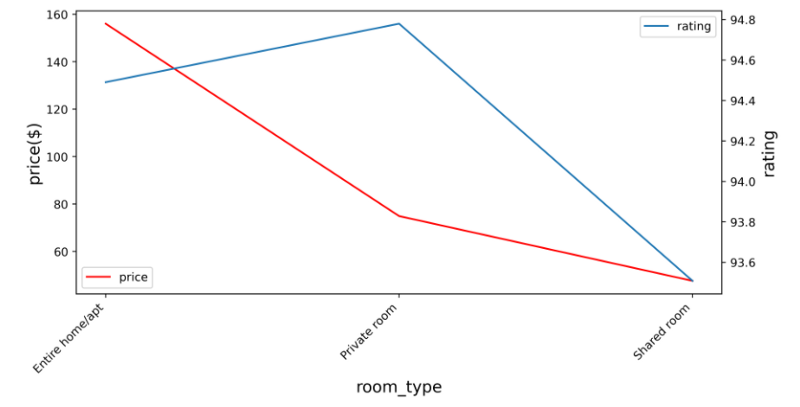 160
140
120
100
80
60
price($)
price
rating
94.8
94.6
94.4
94.2
94.0
93.8
93.6
rating
Entire home/apt
Private room
Shared room
room_type